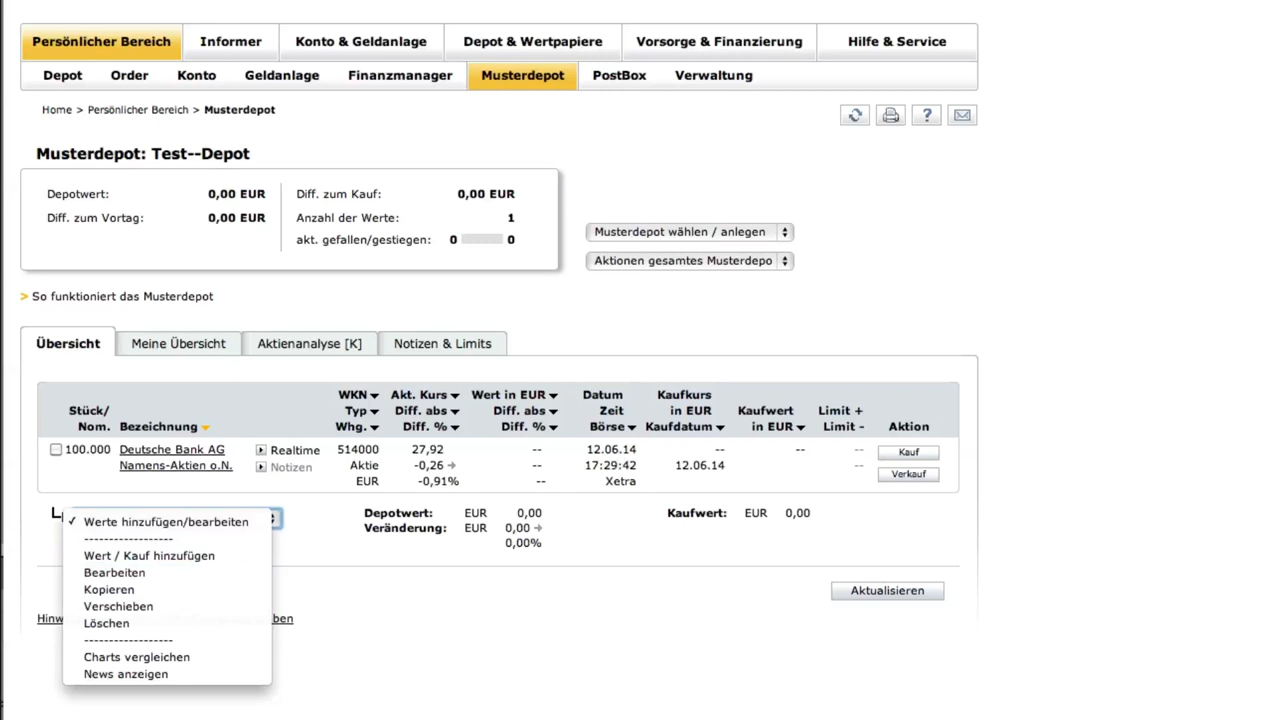 Persönlicher Bereich Informer Konto & Geldanlage Depot & Wertpapiere Vorsorge & Finanzierung Hilfe & Service
Depot Order Konto Geldanlage Finanzmanager Musterdepot PostBox Verwaltung
Home > Persönlicher Bereich > Musterdepot
?
Musterdepot: Test--Depot
Depotwert: 0,00 EUR Diff. zum Kauf: 0,00 EUR
Diff. zum Vortag: 0,00 EUR Anzahl der Werte: 1
akt. gefallen/gestiegen: 0 0
Musterdepot wählen / anlegen
Aktionen gesamtes Musterdepo
> So funktioniert das Musterdepot
Übersicht Meine Übersicht Aktienanalyse [K] Notizen & Limits
WKN Akt. Kurs Wert in EUR Datum Kaufkurs
Stück/ Typ Diff. abs Diff. abs Zeit in EUR Kaufwert Limit +
Nom. Bezeichnung Whg. Diff. % Diff. % Börse Kaufdatum in EUR Limit - Aktion
100.000 Deutsche Bank AG Realtime 514000 27,92 -- 12.06.14 -- -- -- Kauf
Namens-Aktien o.N. Notizen Aktie -0,26 -- 17:29:42 12.06.14 -- Verkauf
EUR -0,91% -- Xetra
✓ Werte hinzufügen/bearbeiten
------------------
Wert / Kauf hinzufügen
Bearbeiten
Kopieren
Verschieben
Löschen
------------------
Charts vergleichen
News anzeigen
Depotwert: EUR 0,00 Kaufwert: EUR 0,00
Veränderung: EUR 0,00
0,00%
Aktualisieren